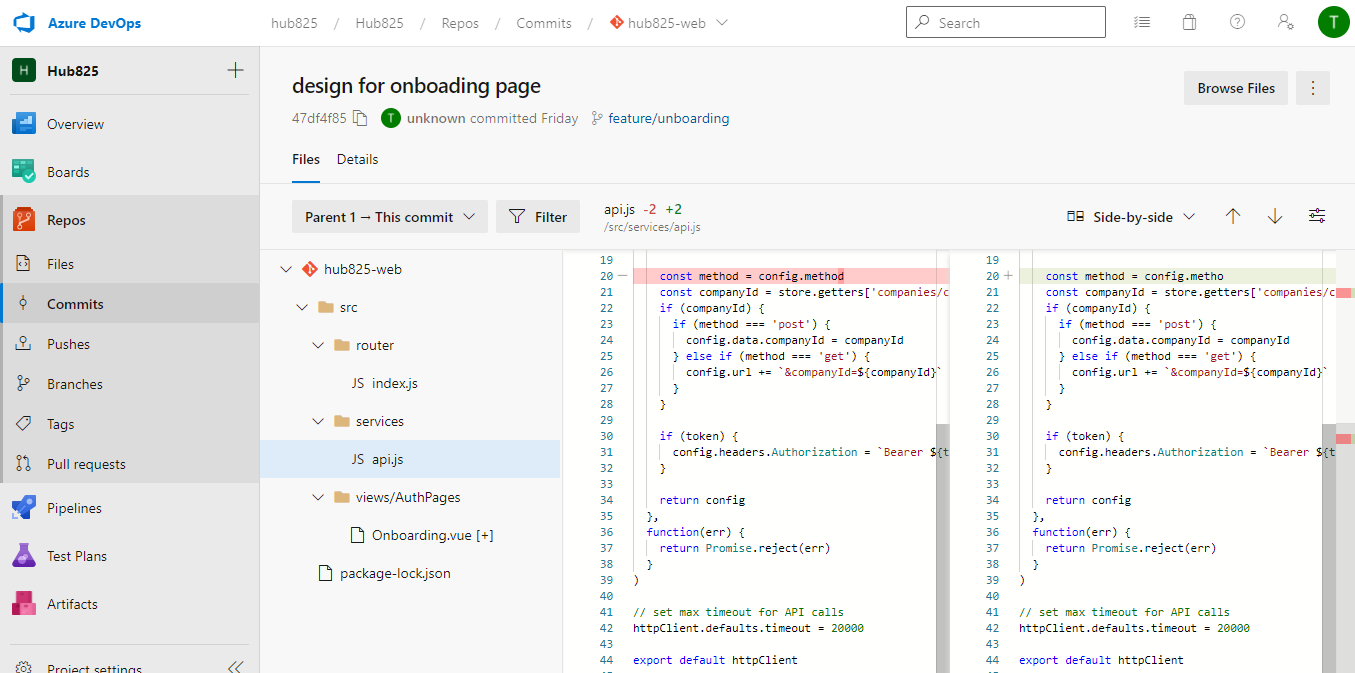 Azure DevOps
hub825 / Hub825 / Repos / Commits / hub825-web
Search
T
H Hub825
Overview
Boards
Repos
Files
Commits
Pushes
Branches
Tags
Pull requests
Pipelines
Test Plans
Artifacts
Project settings
design for onboading page
Browse Files
47df4f85 T unknown committed Friday feature/unboarding
Files Details
Parent 1 → This commit Filter
api.js -2 +2
/src/services/api.js
Side-by-side
hub825-web
src
router
JS index.js
services
JS api.js
views/AuthPages
Onboarding.vue [+]
package-lock.json
19
20 − const method = config.method
21 const companyId = store.getters['companies/c
22 if (companyId) {
23 if (method === 'post') {
24 config.data.companyId = companyId
25 } else if (method === 'get') {
26 config.url += `&companyId=${companyId}`
27 }
28 }
29
30 if (token) {
31 config.headers.Authorization = `Bearer ${t
32 }
33
34 return config
35 },
36 function(err) {
37 return Promise.reject(err)
38 }
39 )
40
41 // set max timeout for API calls
42 httpClient.defaults.timeout = 20000
43
44 export default httpClient
19
20 + const method = config.metho
21 const companyId = store.getters['companies/c
22 if (companyId) {
23 if (method === 'post') {
24 config.data.companyId = companyId
25 } else if (method === 'get') {
26 config.url += `&companyId=${companyId}`
27 }
28 }
29
30 if (token) {
31 config.headers.Authorization = `Bearer ${t
32 }
33
34 return config
35 },
36 function(err) {
37 return Promise.reject(err)
38 }
39 )
40
41 // set max timeout for API calls
42 httpClient.defaults.timeout = 20000
43
44 export default httpClient